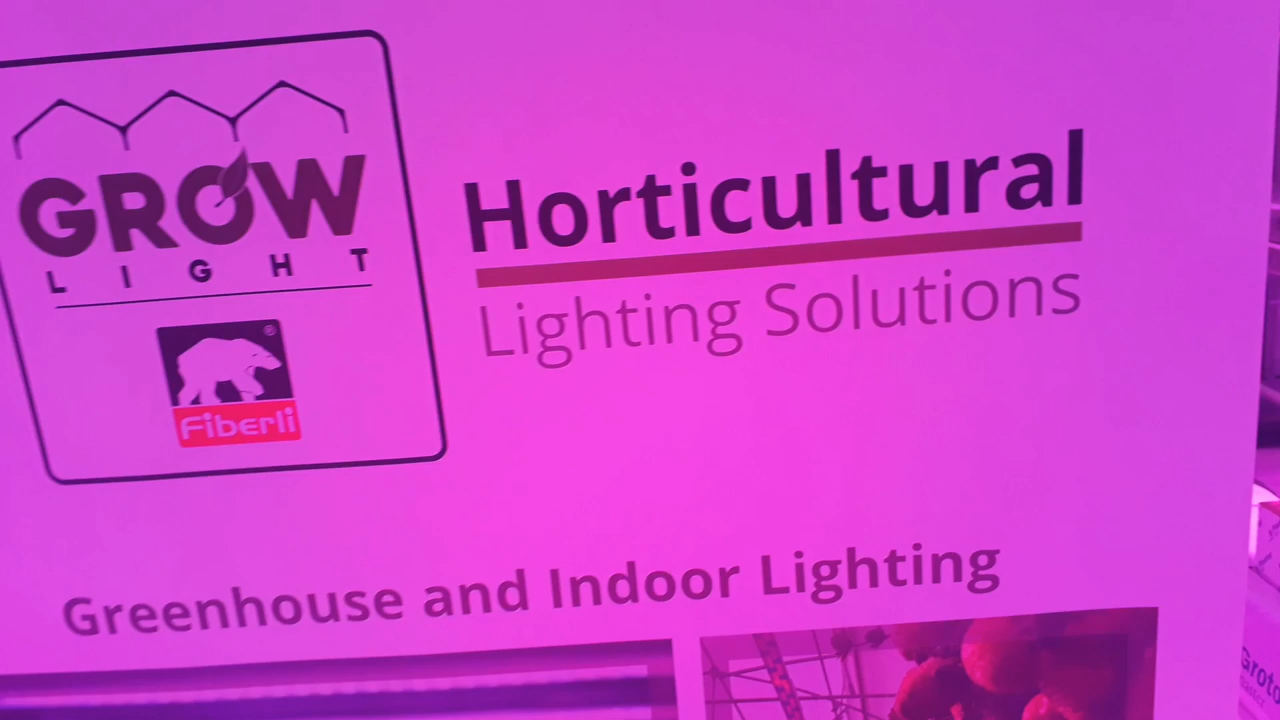 GROW
LIGHT
Fiberli
®
Horticultural
Lighting Solutions
Greenhouse and Indoor Lighting